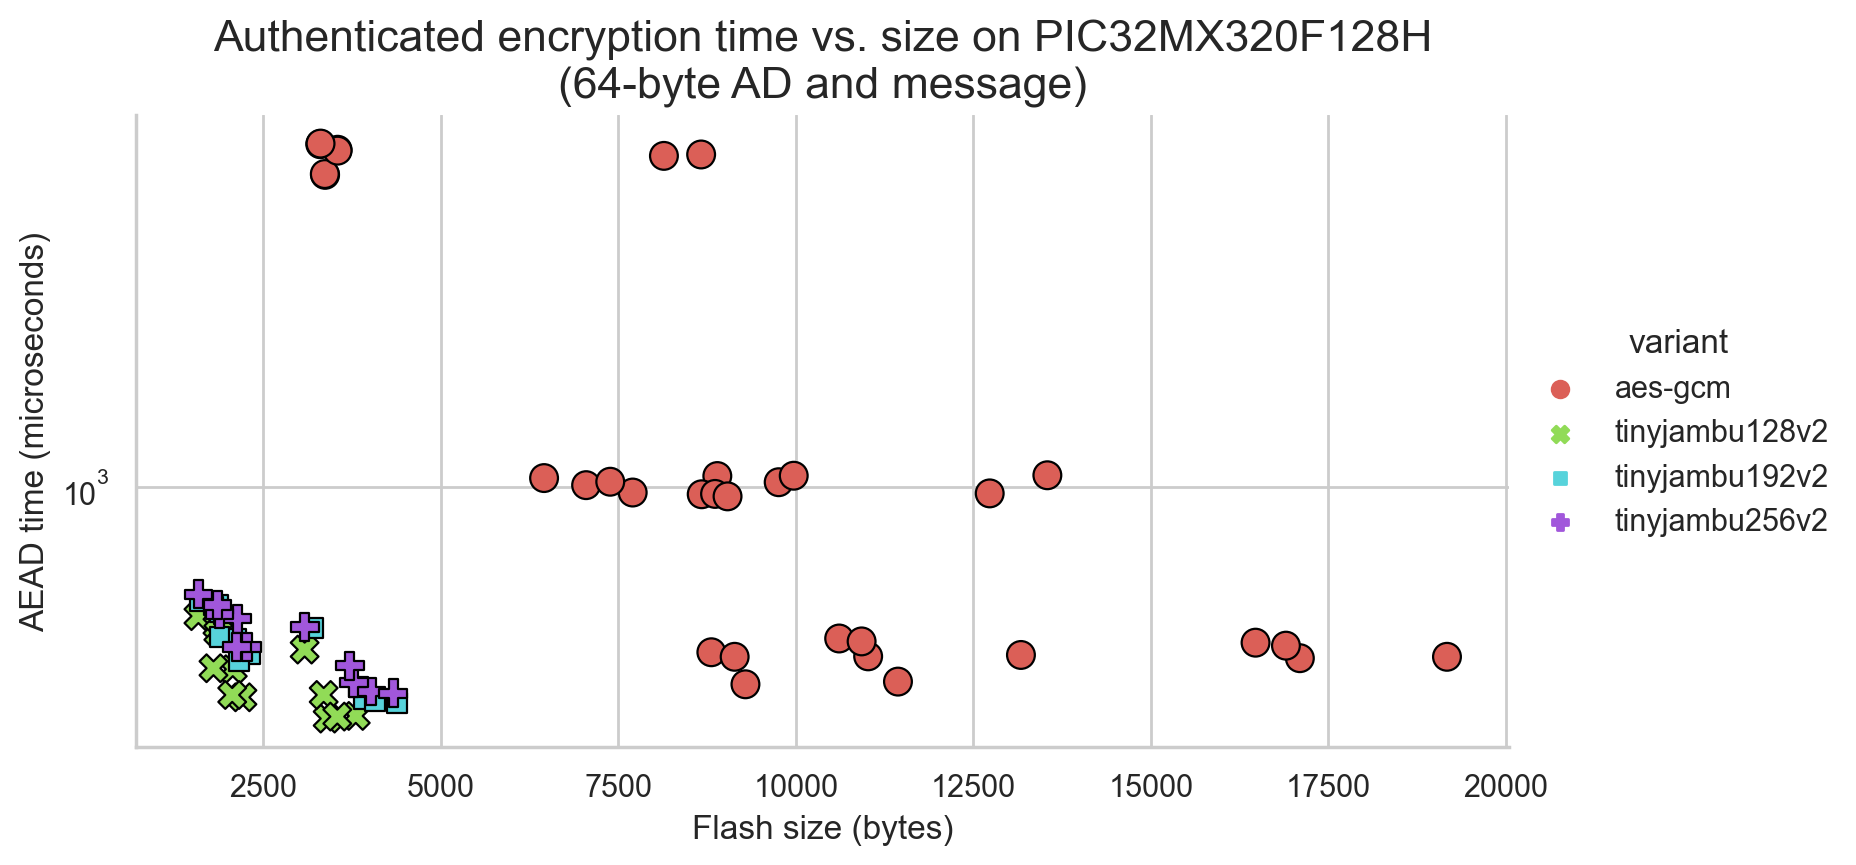 Authenticated encryption time vs. size on PIC32MX320F128H
(64-byte AD and message)
AEAD time (microseconds)
10³
2500 5000 7500 10000 12500 15000 17500 20000
Flash size (bytes)
variant
aes-gcm
tinyjambu128v2
tinyjambu192v2
tinyjambu256v2